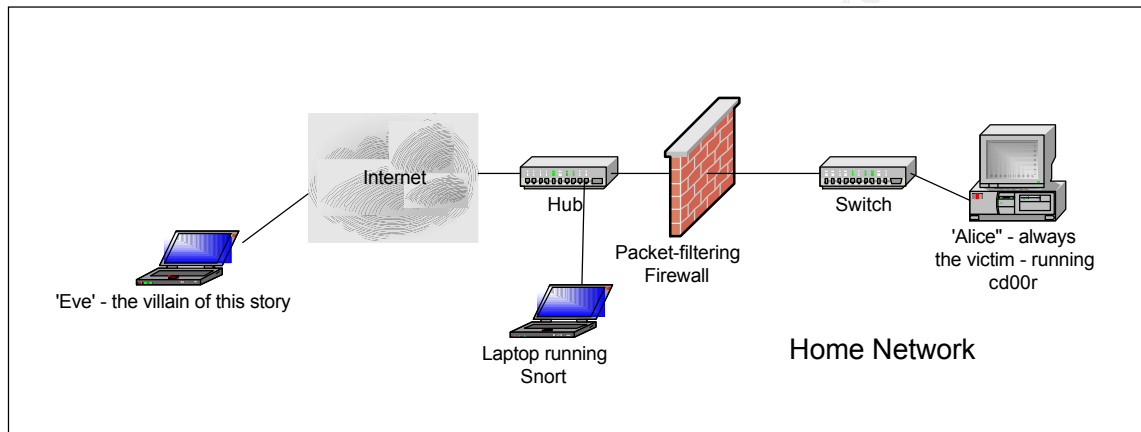 Internet
Hub
Switch
Packet-filtering
Firewall
'Alice" - always
the victim - running
cd00r
'Eve' - the villain of this story
Laptop running
Snort
Home Network